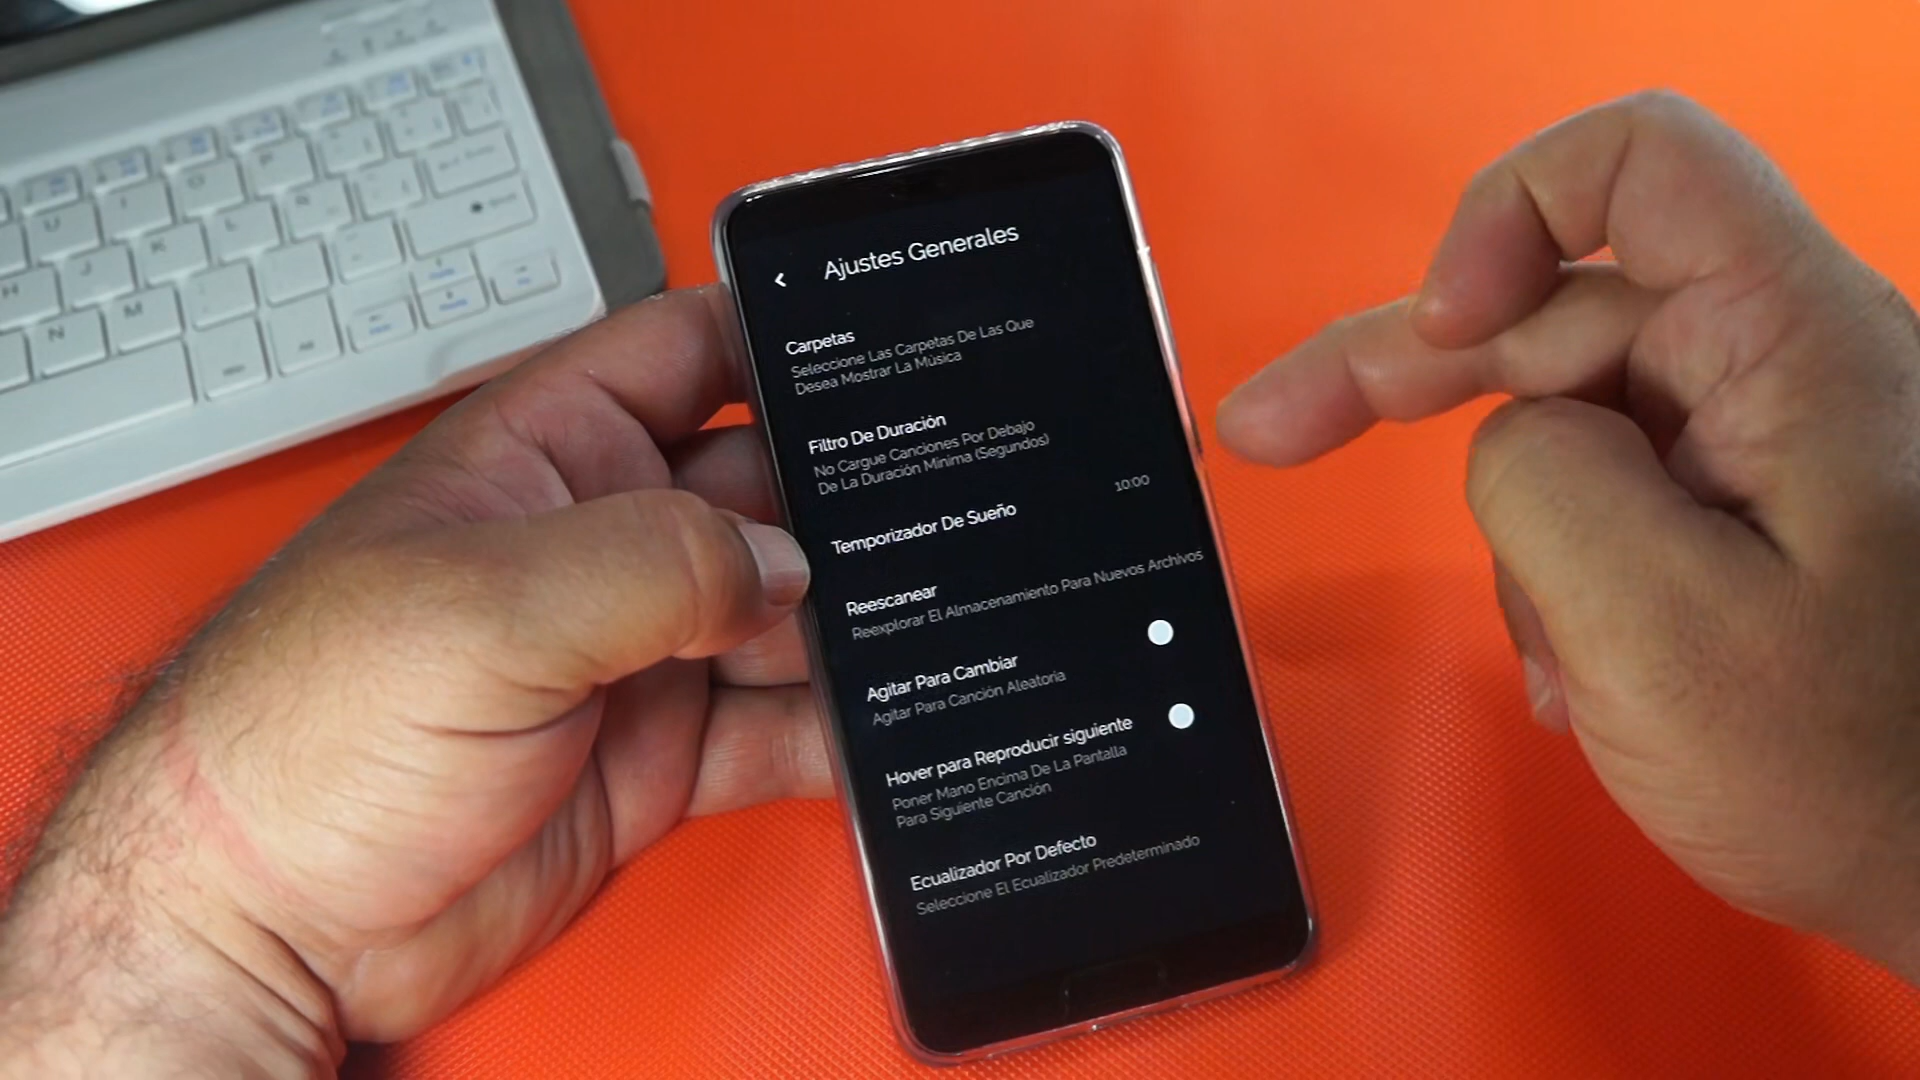 Ajustes Generales
Carpetas
Seleccione Las Carpetas De Las Que
Desea Mostrar La Música
Filtro De Duración
No Cargue Canciones Por Debajo
De La Duración Minima (Segundos)
10:00
Temporizador De Sueño
Reescanear
Reexplorar El Almacenamiento Para Nuevos Archivos
Agitar Para Cambiar
Agitar Para Canción Aleatoria
Hover para Reproducir siguiente
Poner Mano Encima De La Pantalla
Para Siguiente Canción
Ecualizador Por Defecto
Seleccione El Ecualizador Predeterminado
U
I
O
P
H
J
K
L
Ñ
N
M